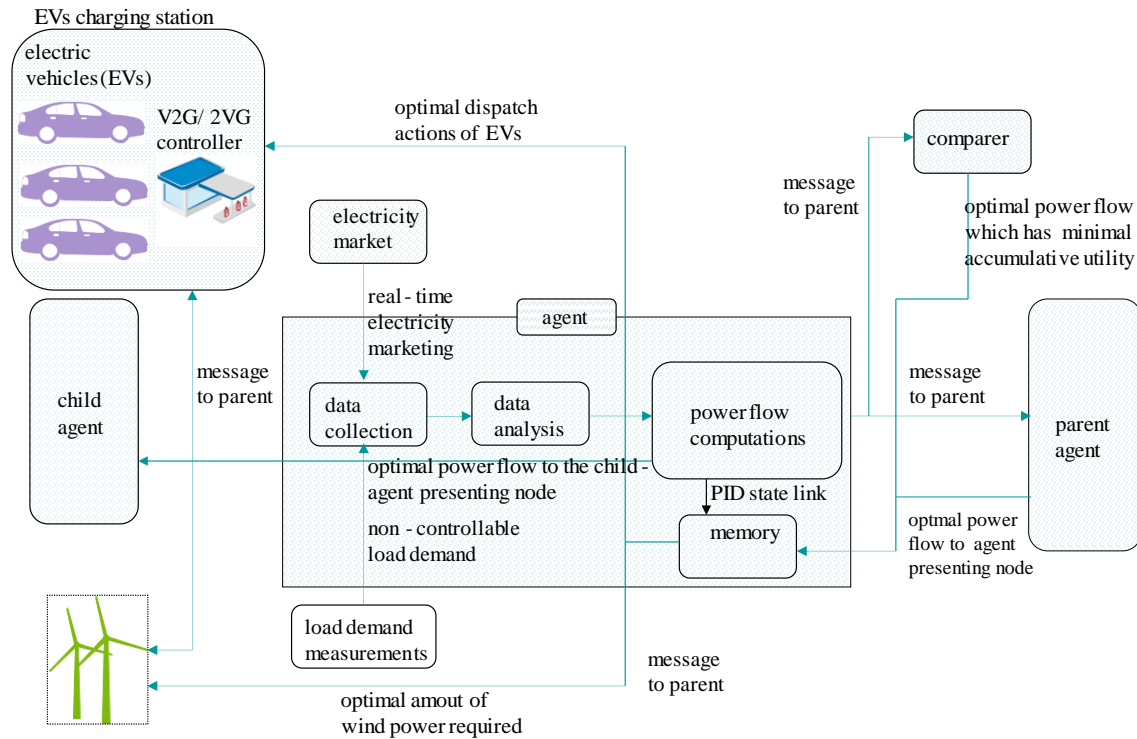 EVs charging station
electric
vehicles(EVs)
V2G/ 2VG
controller
optimal dispatch
actions of EVs
comparer
message
to parent
electricity
market
optimal power flow
which has minimal
accumulative utility
real - time
electricity
marketing
agent
child
agent
message
to parent
data
collection
data
analysis
power flow
computations
message
to parent
parent
agent
optimal power flow to the child -
agent presenting node
PID state link
non - controllable
load demand
memory
optmal power
flow to agent
presenting node
load demand
measurements
message
to parent
optimal amout of
wind power required